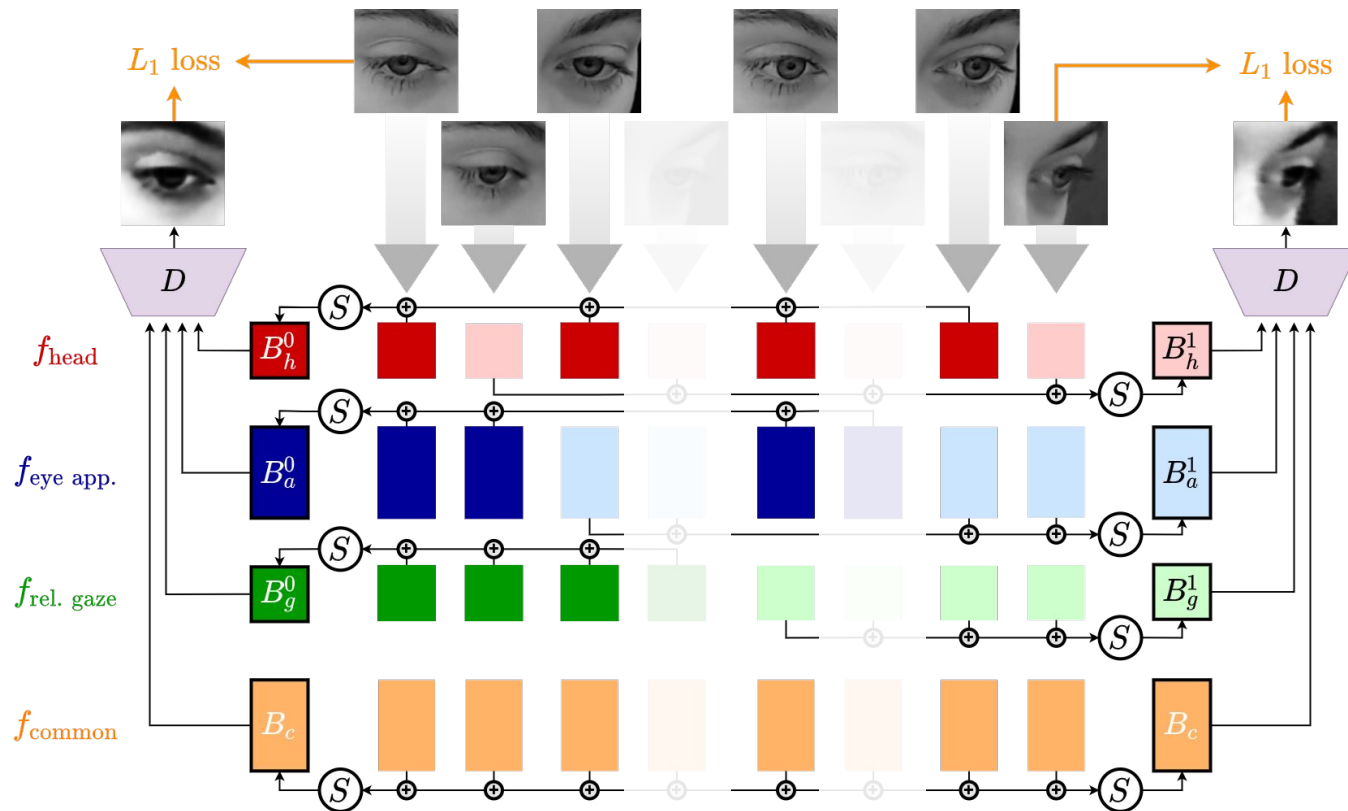 L₁ loss
L₁ loss
D
D
S
f_head
B_h^0
B_h^1
S
S
f_eye app.
B_a^0
B_a^1
S
S
f_rel. gaze
B_g^0
B_g^1
S
f_common
B_c
B_c
S
S